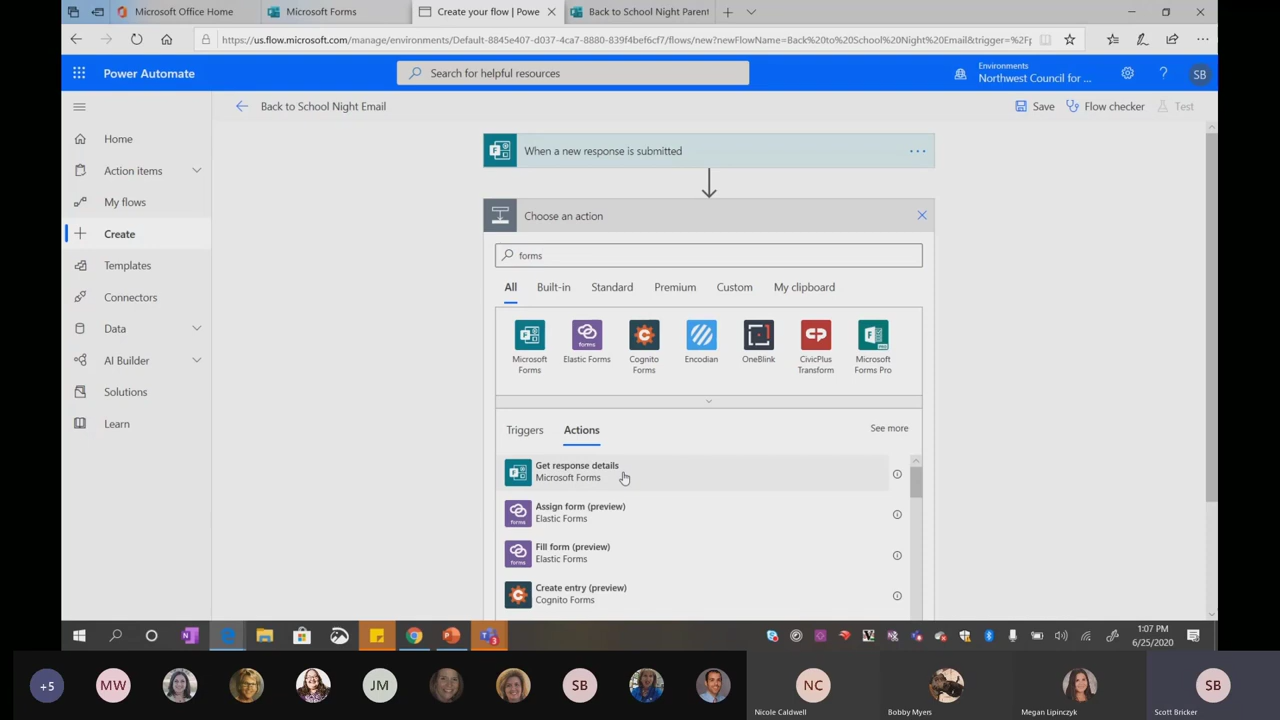 Microsoft Office Home
Microsoft Forms
Create your flow | Powe
Back to School Night Parent
https://us.flow.microsoft.com/manage/environments/Default-8845e407-d037-4ca7-8880-839f4bef6cf7/flows/new?newFlowName=Back%20to%20School%20Night%20Email&trigger=%2Fp
Power Automate
Search for helpful resources
Environments
Northwest Council for ...
SB
Back to School Night Email
Save
Flow checker
Test
Home
Action items
My flows
Create
Templates
Connectors
Data
AI Builder
Solutions
Learn
When a new response is submitted
Choose an action
forms
All
Built-in
Standard
Premium
Custom
My clipboard
Microsoft Forms
Elastic Forms
Cognito Forms
Encodian
OneBlink
CivicPlus Transform
Microsoft Forms Pro
Triggers
Actions
See more
Get response details
Microsoft Forms
Assign form (preview)
Elastic Forms
Fill form (preview)
Elastic Forms
Create entry (preview)
Cognito Forms
1:07 PM
6/25/2020
+5
MW
JM
SB
NC
SB
Nicole Caldwell
Bobby Myers
Megan Lipinczyk
Scott Bricker